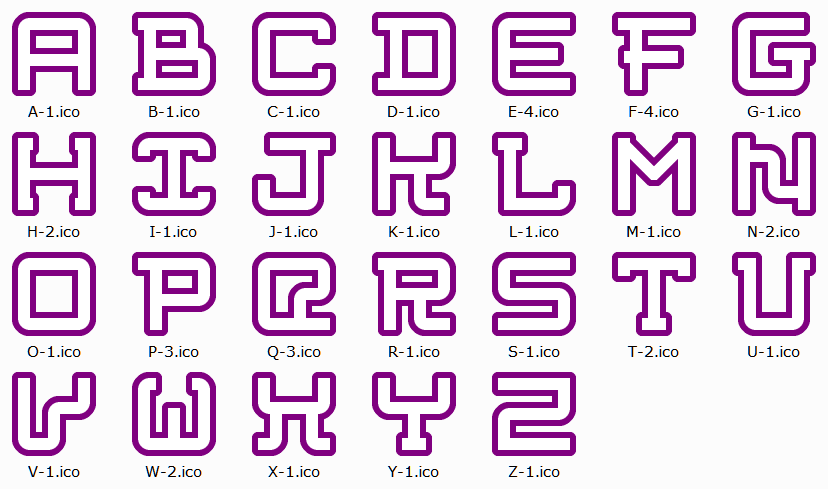 A B C D E F G
A-1.ico B-1.ico C-1.ico D-1.ico E-4.ico F-4.ico G-1.ico
H I J K L M N
H-2.ico I-1.ico J-1.ico K-1.ico L-1.ico M-1.ico N-2.ico
O P Q R S T U
O-1.ico P-3.ico Q-3.ico R-1.ico S-1.ico T-2.ico U-1.ico
V W X Y Z
V-1.ico W-2.ico X-1.ico Y-1.ico Z-1.ico